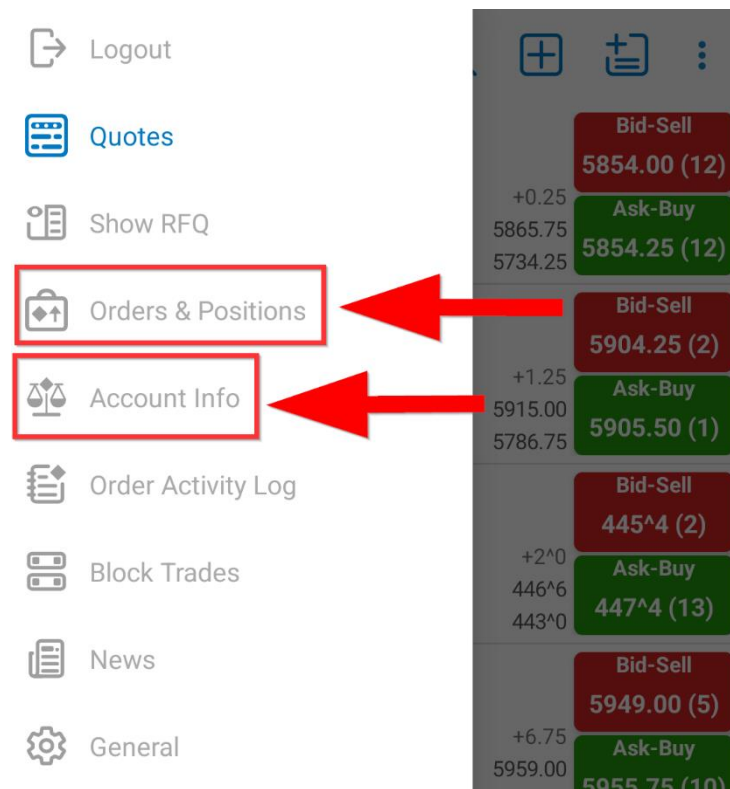 Logout
Quotes
Show RFQ
Orders & Positions
Account Info
Order Activity Log
Block Trades
News
General
Bid-Sell
5854.00 (12)
+0.25
5865.75
5734.25
Ask-Buy
5854.25 (12)
Bid-Sell
5904.25 (2)
+1.25
5915.00
5786.75
Ask-Buy
5905.50 (1)
Bid-Sell
445^4 (2)
+2^0
446^6
443^0
Ask-Buy
447^4 (13)
Bid-Sell
5949.00 (5)
+6.75
5959.00
Ask-Buy
5955.75 (10)